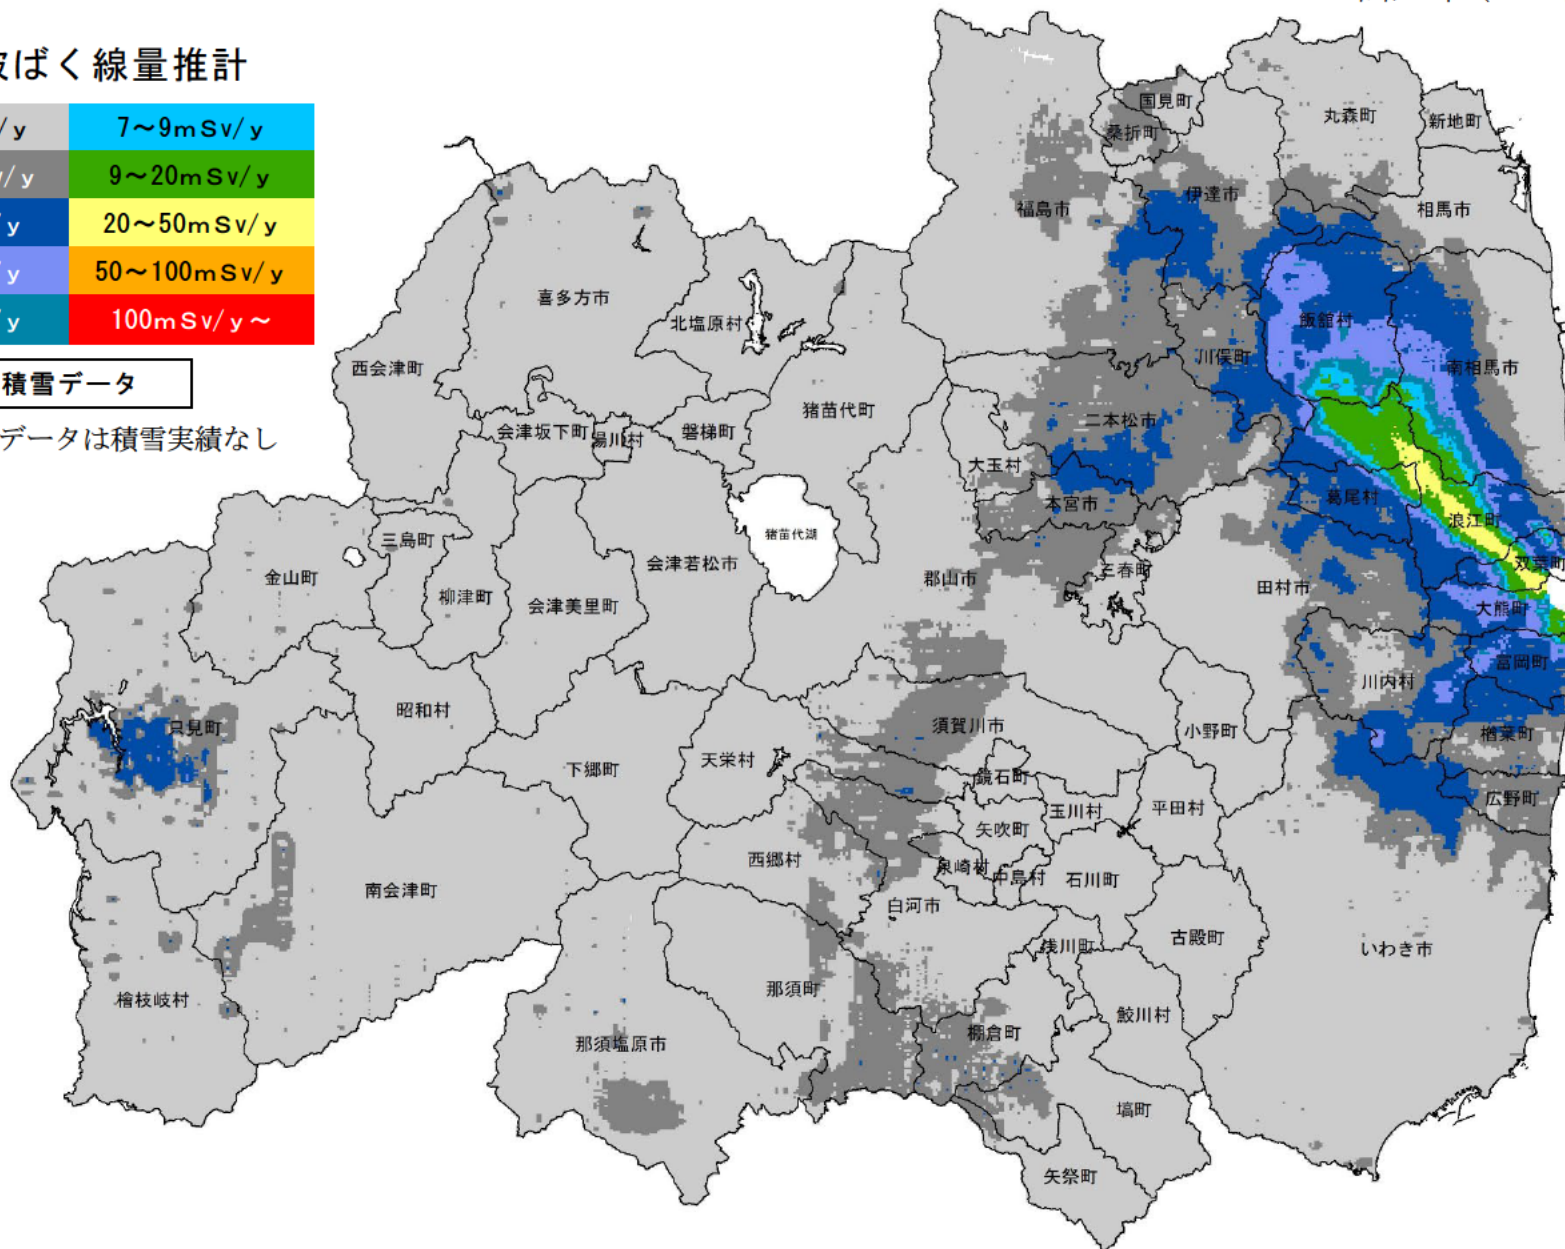 ばく線量推計
/y
7～9mSv/y
v/y
9～20mSv/y
/y
20～50mSv/y
/y
50～100mSv/y
/y
100mSv/y～
積雪データ
データは積雪実績なし
国見町
桑折町
丸森町
新地町
伊達市
福島市
相馬市
喜多方市
北塩原村
飯舘村
川俣町
南相馬市
西会津町
猪苗代町
二本松市
会津坂下町
湯川村
磐梯町
大玉村
本宮市
葛尾村
浪江町
猪苗代湖
三島町
会津若松市
双葉町
金山町
郡山市
三春町
田村市
柳津町
会津美里町
大熊町
富岡町
川内村
昭和村
只見町
須賀川市
小野町
楢葉町
下郷町
天栄村
鏡石町
広野町
玉川村
平田村
矢吹町
西郷村
泉崎村
中島村
石川町
南会津町
白河市
古殿町
浅川町
いわき市
檜枝岐村
那須町
鮫川村
那須塩原市
棚倉町
塙町
矢祭町